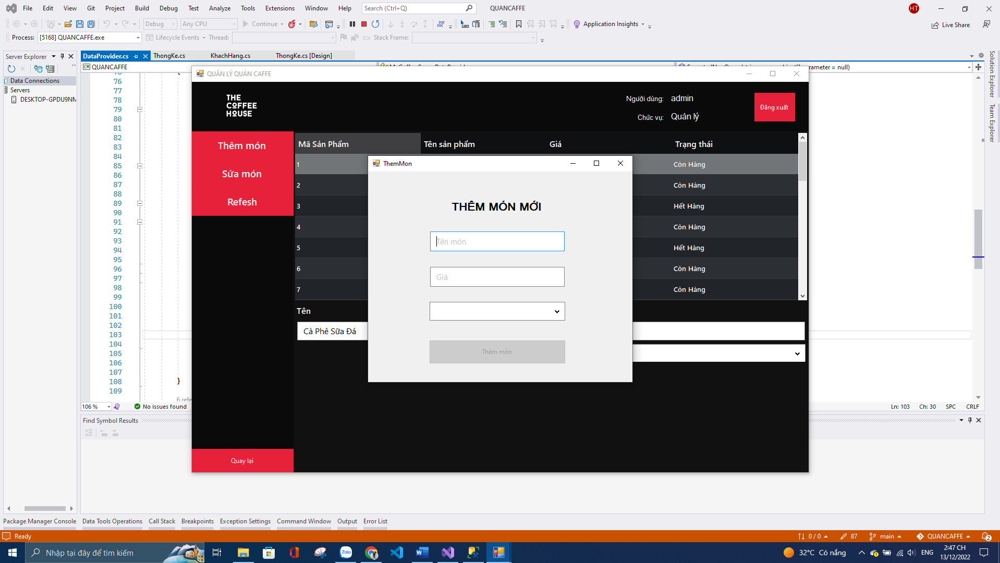 File Edit View Git Project Build Debug Test Analyze Tools Extensions Window Help Search (Ctrl+Q) QUANCAFFE HT
Debug Any CPU Continue Application Insights Live Share
Process: [5168] QUANCAFFE.exe Lifecycle Events Thread: Stack Frame:
Server Explorer DataProvider.cs ThongKe.cs KhachHang.cs ThongKe.cs [Design]
QUANCAFFE
Data Connections
Servers
DESKTOP-GPDU9NM
Solution Explorer
Team Explorer
76
77
78
79
80
81
82
83
84
85
86
87
88
89
90
91
92
93
94
95
96
97
98
99
100
101
102
103
104
105
106
107
108
109
}
6 refe
QUẢN LÝ QUÁN CAFFE
THE
COFFEE
HOUSE
Người dùng: admin
Chức vụ: Quản lý
Đăng xuất
Thêm món
Sửa món
Refesh
Quay lại
Mã Sản Phẩm Tên sản phẩm Giá Trạng thái
1 Còn Hàng
2 Còn Hàng
3 Hết Hàng
4 Còn Hàng
5 Hết Hàng
6 Còn Hàng
7 Còn Hàng
Tên
Cà Phê Sữa Đá
ThemMon
THÊM MÓN MỚI
Tên món
Giá
Thêm món
106 % No issues found Ln: 103 Ch: 30 SPC CRLF
Find Symbol Results
Package Manager Console Data Tools Operations Call Stack Breakpoints Exception Settings Command Window Output Error List
Ready 0 / 0 87 main QUANCAFFE 2
Nhập tại đây để tìm kiếm Zalo 32°C Có nắng ENG 2:47 CH
13/12/2022